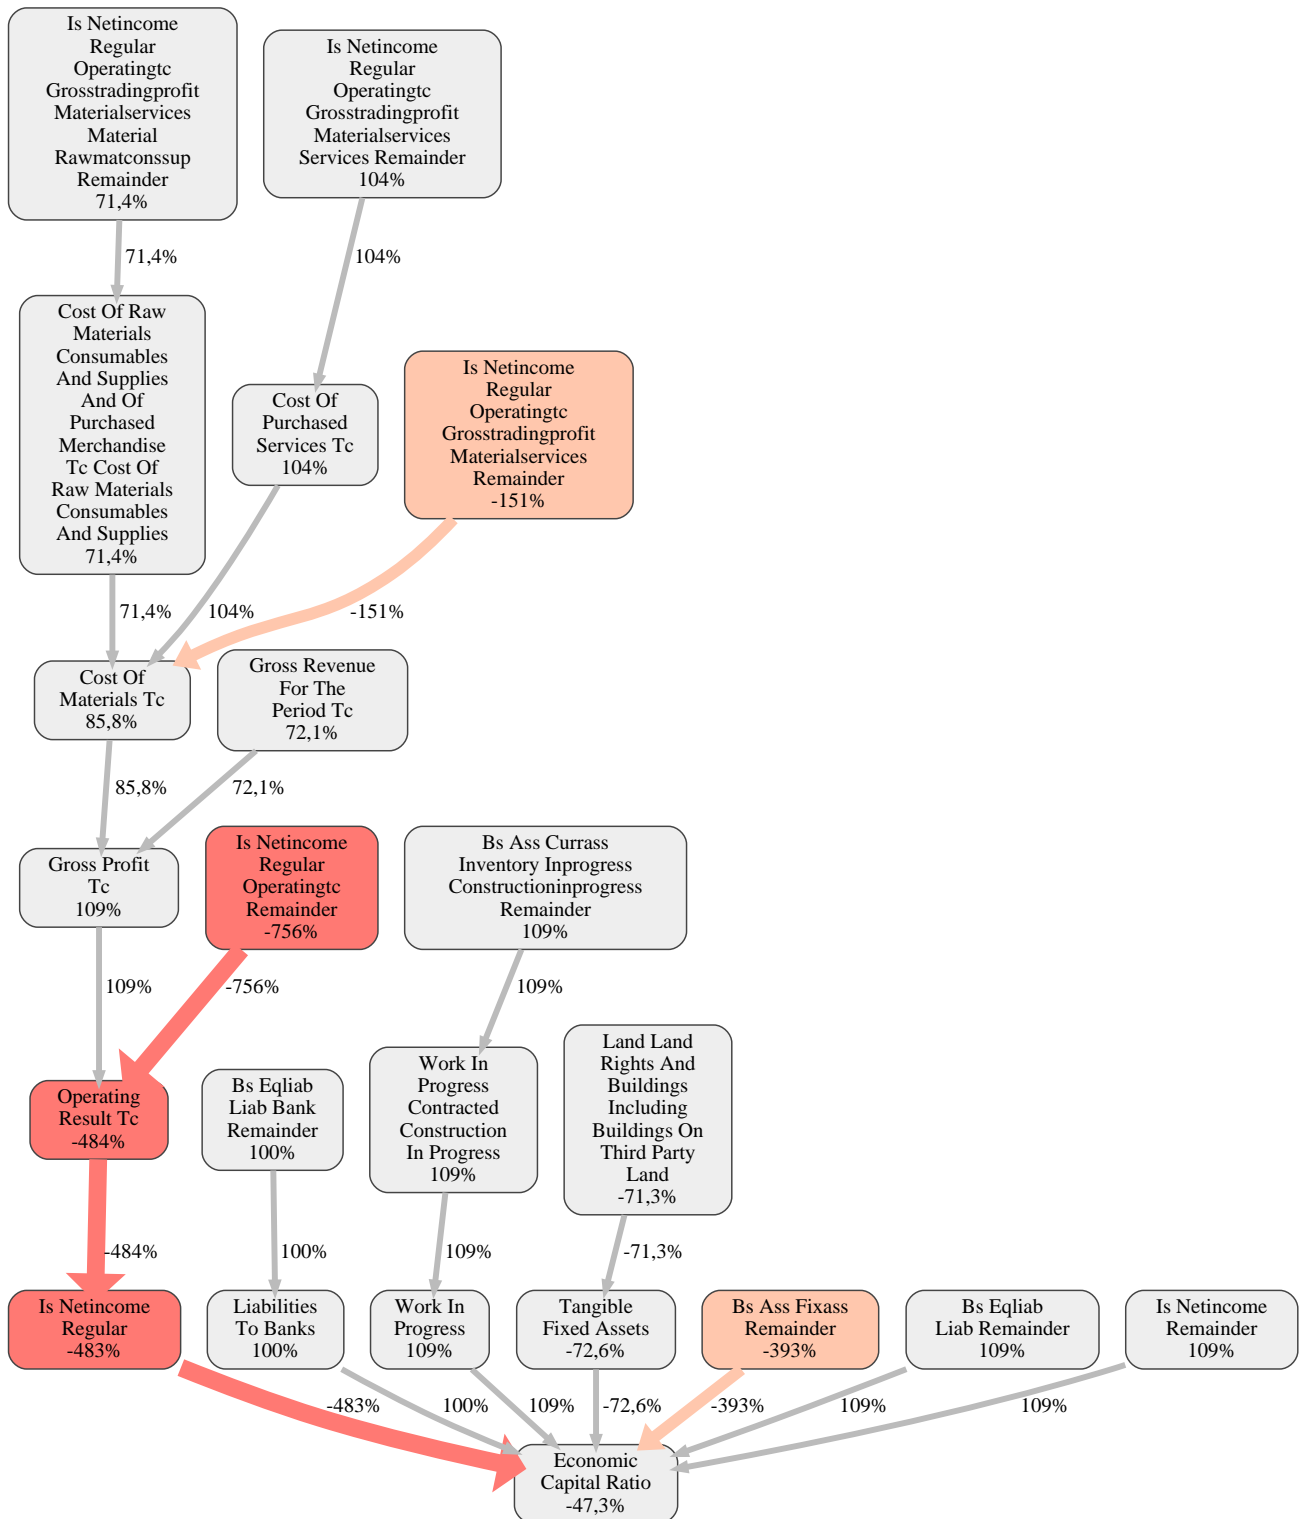 Is Netincome
Regular
Operatingtc
Grosstradingprofit
Materialservices
Material
Rawmatconssup
Remainder
71,4%
Is Netincome
Regular
Operatingtc
Grosstradingprofit
Materialservices
Services Remainder
104%
71,4%
104%
Cost Of Raw
Materials
Consumables
And Supplies
And Of
Purchased
Merchandise
Tc Cost Of
Raw Materials
Consumables
And Supplies
71,4%
Cost Of
Purchased
Services Tc
104%
Is Netincome
Regular
Operatingtc
Grosstradingprofit
Materialservices
Remainder
-151%
71,4%
104%
-151%
Cost Of
Materials Tc
85,8%
Gross Revenue
For The
Period Tc
72,1%
85,8%
72,1%
Gross Profit
Tc
109%
Is Netincome
Regular
Operatingtc
Remainder
-756%
Bs Ass Currass
Inventory Inprogress
Constructioninprogress
Remainder
109%
109%
-756%
109%
Operating
Result Tc
-484%
Bs Eqliab
Liab Bank
Remainder
100%
Work In
Progress
Contracted
Construction
In Progress
109%
Land Land
Rights And
Buildings
Including
Buildings On
Third Party
Land
-71,3%
-484%
100%
109%
-71,3%
Is Netincome
Regular
-483%
Liabilities
To Banks
100%
Work In
Progress
109%
Tangible
Fixed Assets
-72,6%
Bs Ass Fixass
Remainder
-393%
Bs Eqliab
Liab Remainder
109%
Is Netincome
Remainder
109%
-483%
100%
109%
-72,6%
-393%
109%
109%
Economic
Capital Ratio
-47,3%